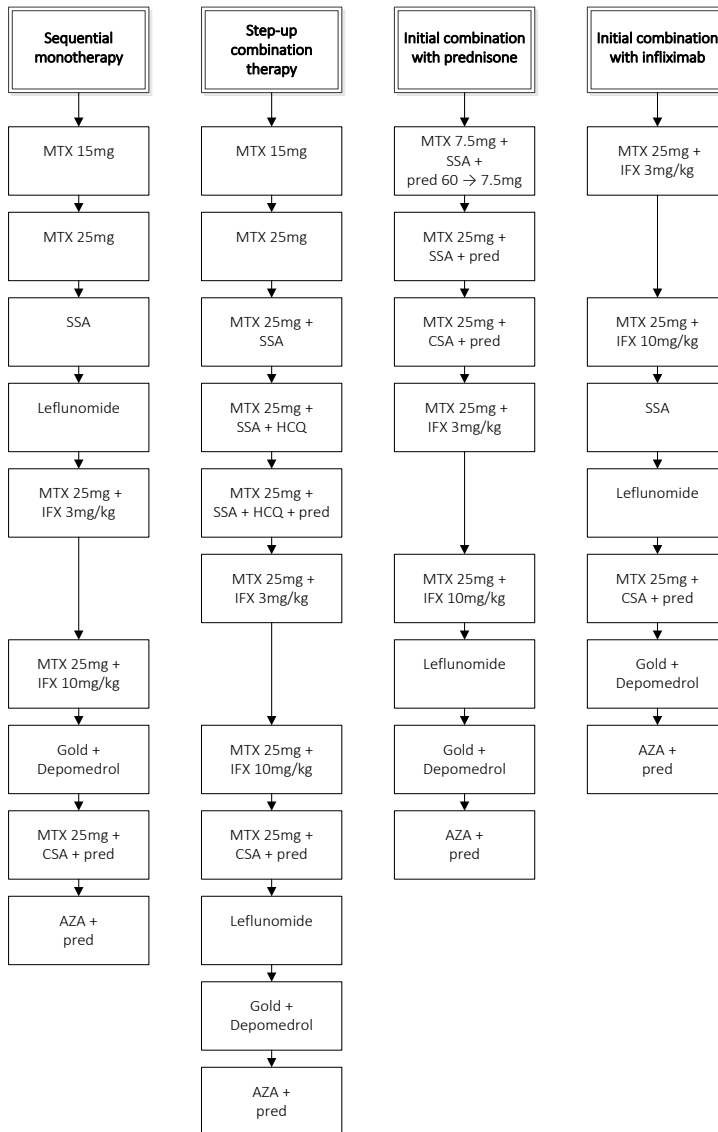 Sequential
monotherapy
MTX 15mg
MTX 25mg
SSA
Leflunomide
MTX 25mg +
IFX 3mg/kg
MTX 25mg +
IFX 10mg/kg
Gold +
Depomedrol
MTX 25mg +
CSA + pred
AZA +
pred
Step-up
combination
therapy
MTX 15mg
MTX 25mg
MTX 25mg +
SSA
MTX 25mg +
SSA + HCQ
MTX 25mg +
SSA + HCQ + pred
MTX 25mg +
IFX 3mg/kg
MTX 25mg +
IFX 10mg/kg
MTX 25mg +
CSA + pred
Leflunomide
Gold +
Depomedrol
AZA +
pred
Initial combination
with prednisone
MTX 7.5mg +
SSA +
pred 60 → 7.5mg
MTX 25mg +
SSA + pred
MTX 25mg +
CSA + pred
MTX 25mg +
IFX 3mg/kg
MTX 25mg +
IFX 10mg/kg
Leflunomide
Gold +
Depomedrol
AZA +
pred
Initial combination
with infliximab
MTX 25mg +
IFX 3mg/kg
MTX 25mg +
IFX 10mg/kg
SSA
Leflunomide
MTX 25mg +
CSA + pred
Gold +
Depomedrol
AZA +
pred